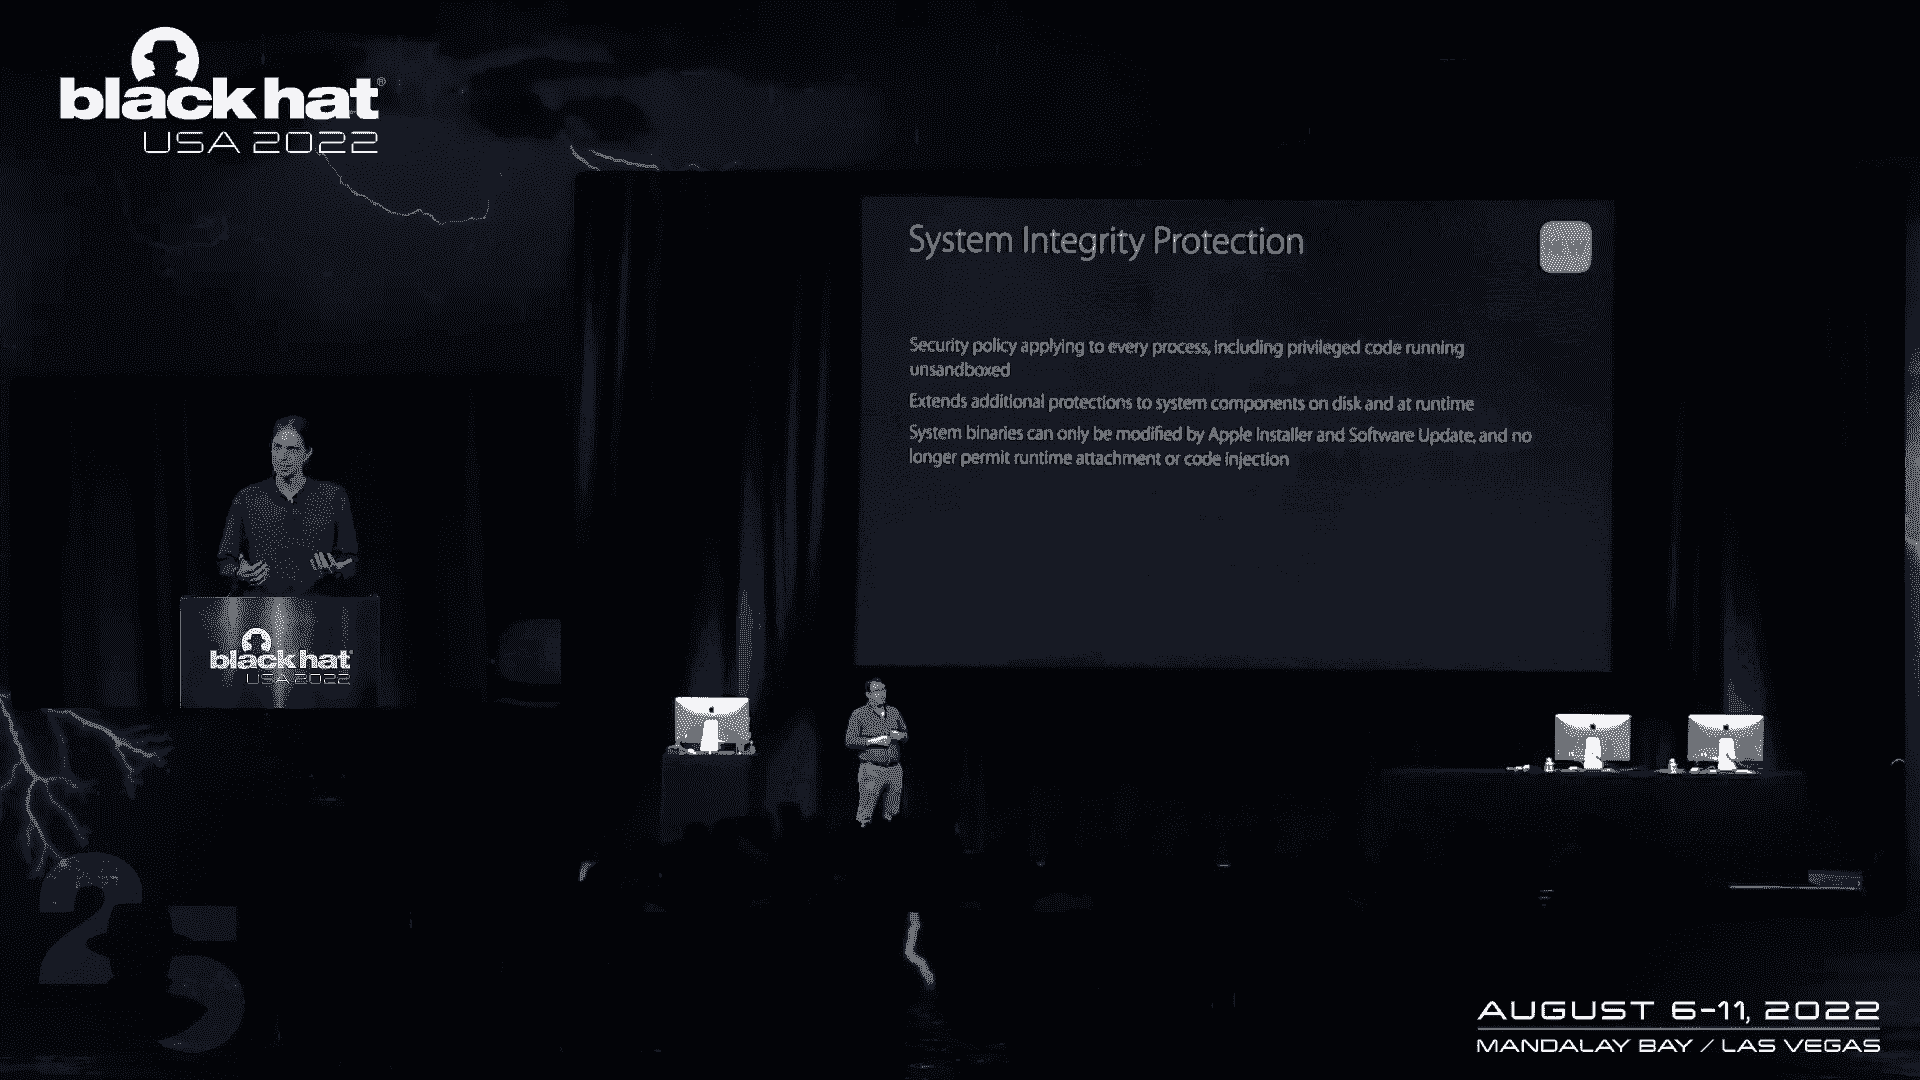 black hat®
USA 2022
System Integrity Protection
Security policy applying to every process, including privileged code running
unsandboxed
Extends additional protections to system components on disk and at runtime
System binaries can only be modified by Apple Installer and Software Update, and no
longer permit runtime attachment or code injection
black hat
USA 2022
25
AUGUST 6-11, 2022
MANDALAY BAY / LAS VEGAS